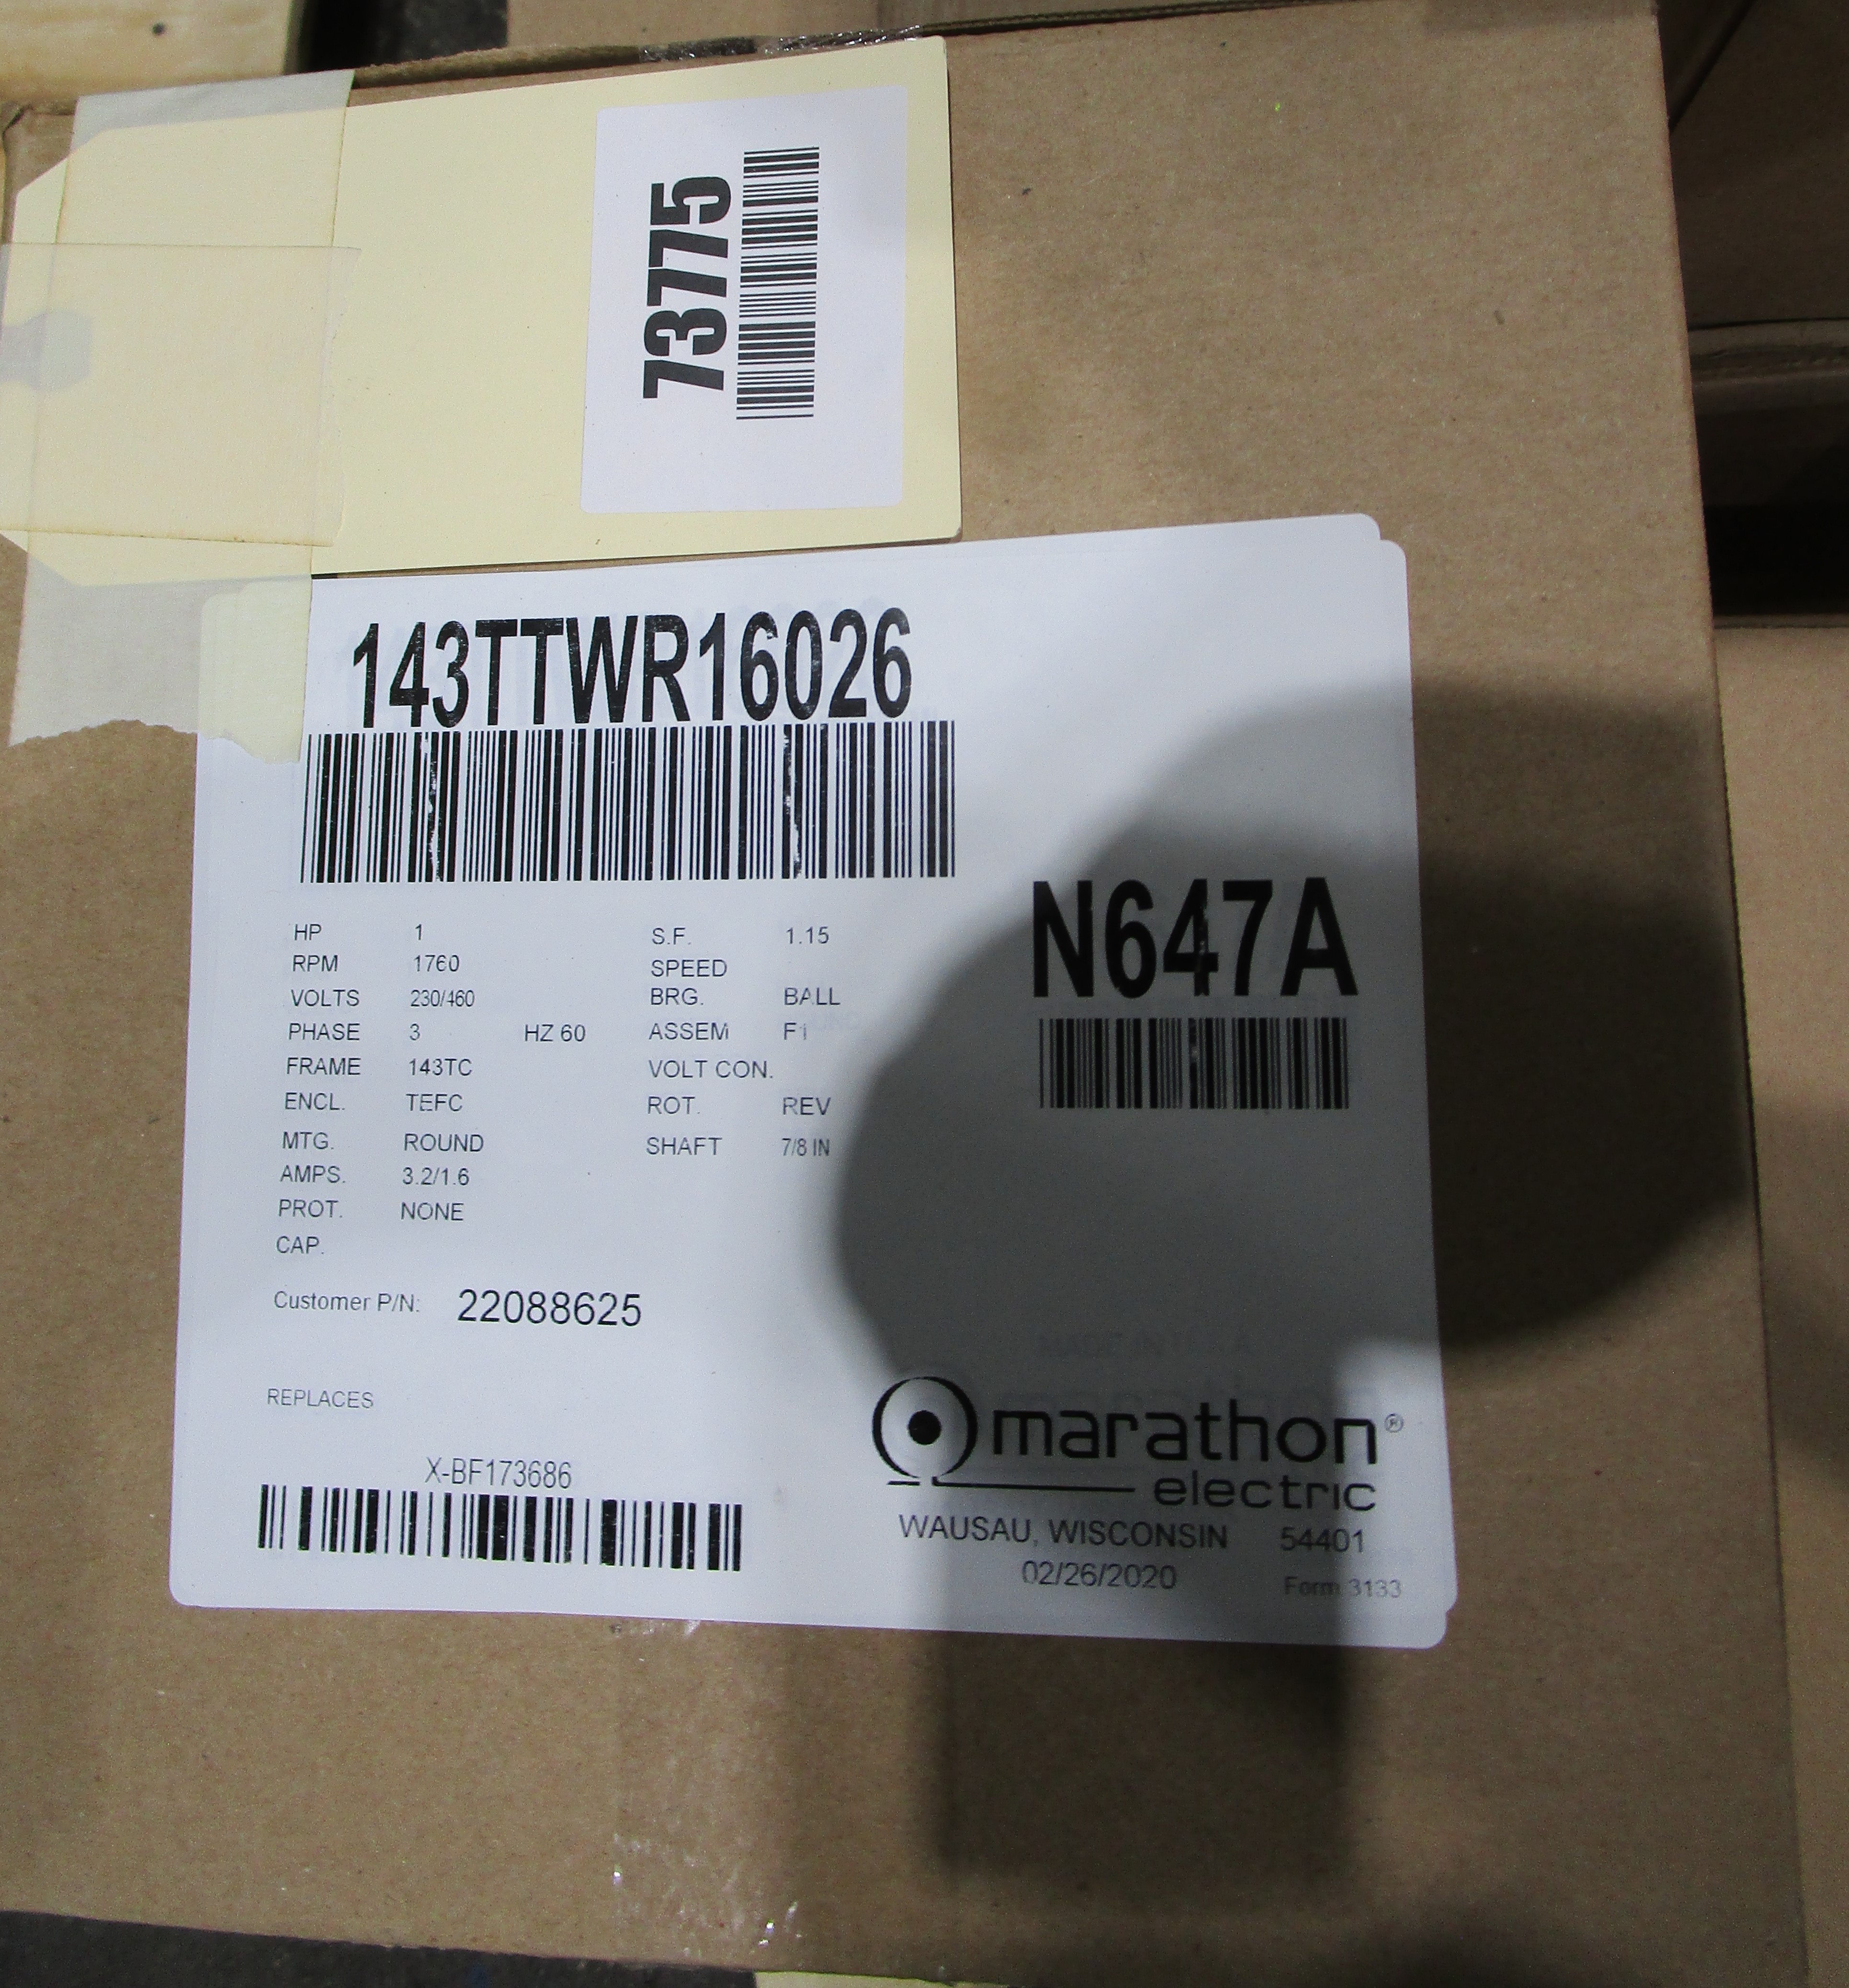 73775
143TTWR16026
N647A
HP 1 S.F. 1.15
RPM 1760 SPEED
VOLTS 230/460 BRG. BALL
PHASE 3 HZ 60 ASSEM F1
FRAME 143TC VOLT CON.
ENCL. TEFC ROT. REV
MTG. ROUND SHAFT 7/8 IN
AMPS. 3.2/1.6
PROT. NONE
CAP.
Customer P/N: 22088625
REPLACES
X-BF173686
marathon®
electric
WAUSAU, WISCONSIN 54401
02/26/2020
Form 3133